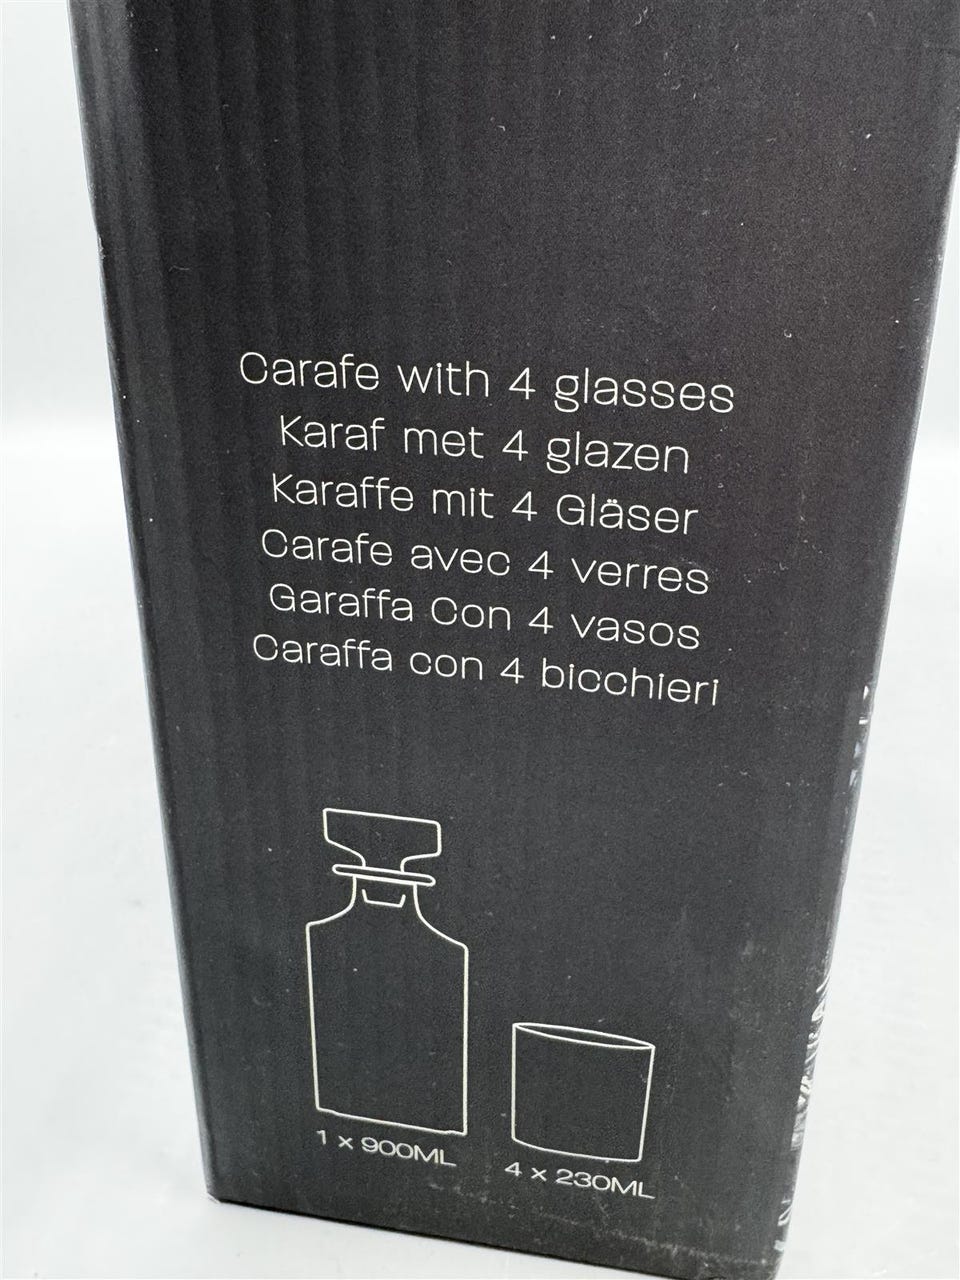 Carafe with 4 glasses
Karaf met 4 glazen
Karaffe mit 4 Gläser
Carafe avec 4 verres
Garaffa Con 4 vasos
Caraffa con 4 bicchieri
1 x 900ML
4 x 230ML